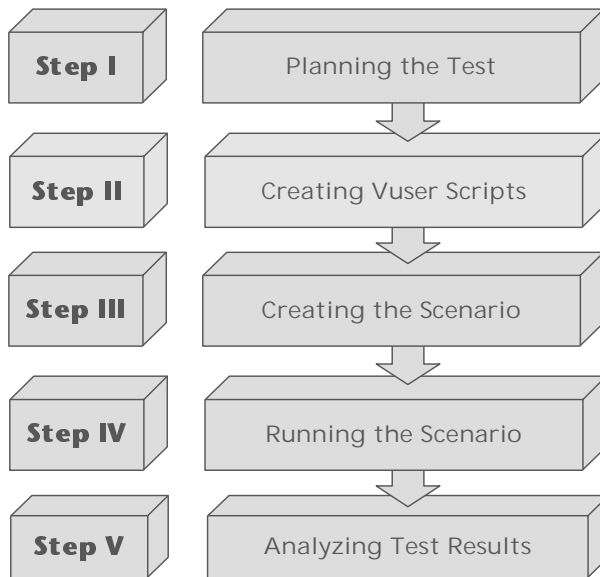 Step I
Planning the Test
Step II
Creating Vuser Scripts
Step III
Creating the Scenario
Step IV
Running the Scenario
Step V
Analyzing Test Results